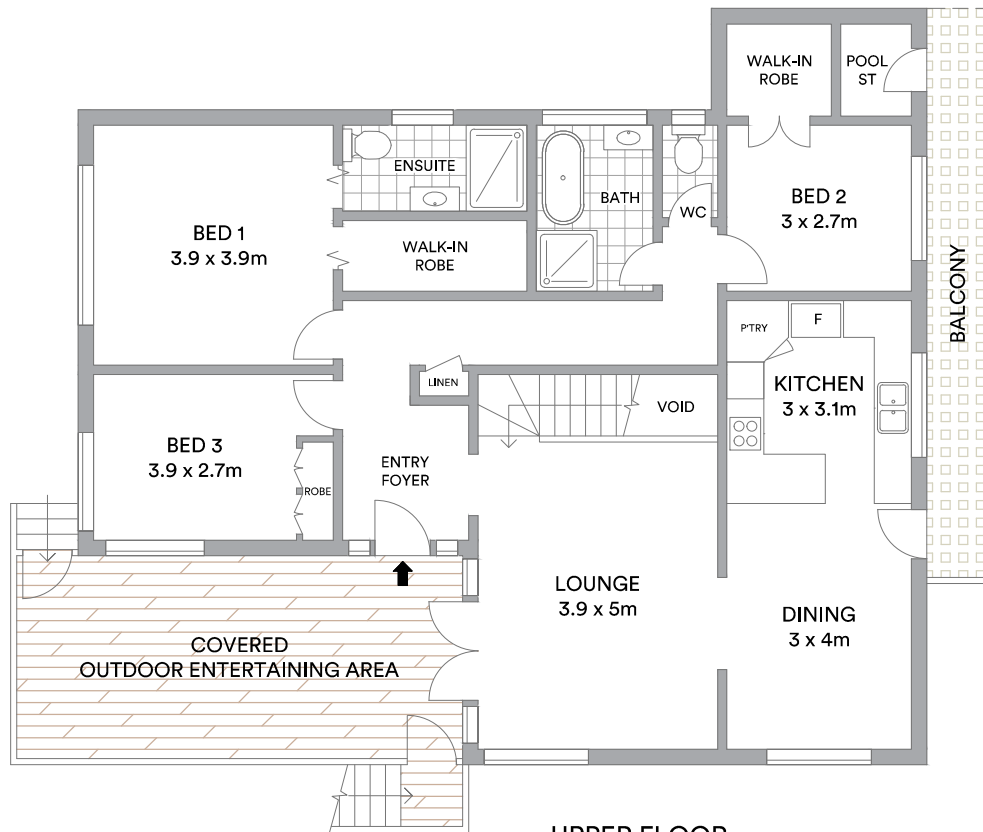 WALK-IN
ROBE
POOL
ST
ENSUITE
BATH
WC
BED 2
3 x 2.7m
BED 1
3.9 x 3.9m
WALK-IN
ROBE
BALCONY
P'TRY
F
LINEN
KITCHEN
3 x 3.1m
VOID
BED 3
3.9 x 2.7m
ROBE
ENTRY
FOYER
LOUNGE
3.9 x 5m
DINING
3 x 4m
COVERED
OUTDOOR ENTERTAINING AREA
UPPER FLOOR